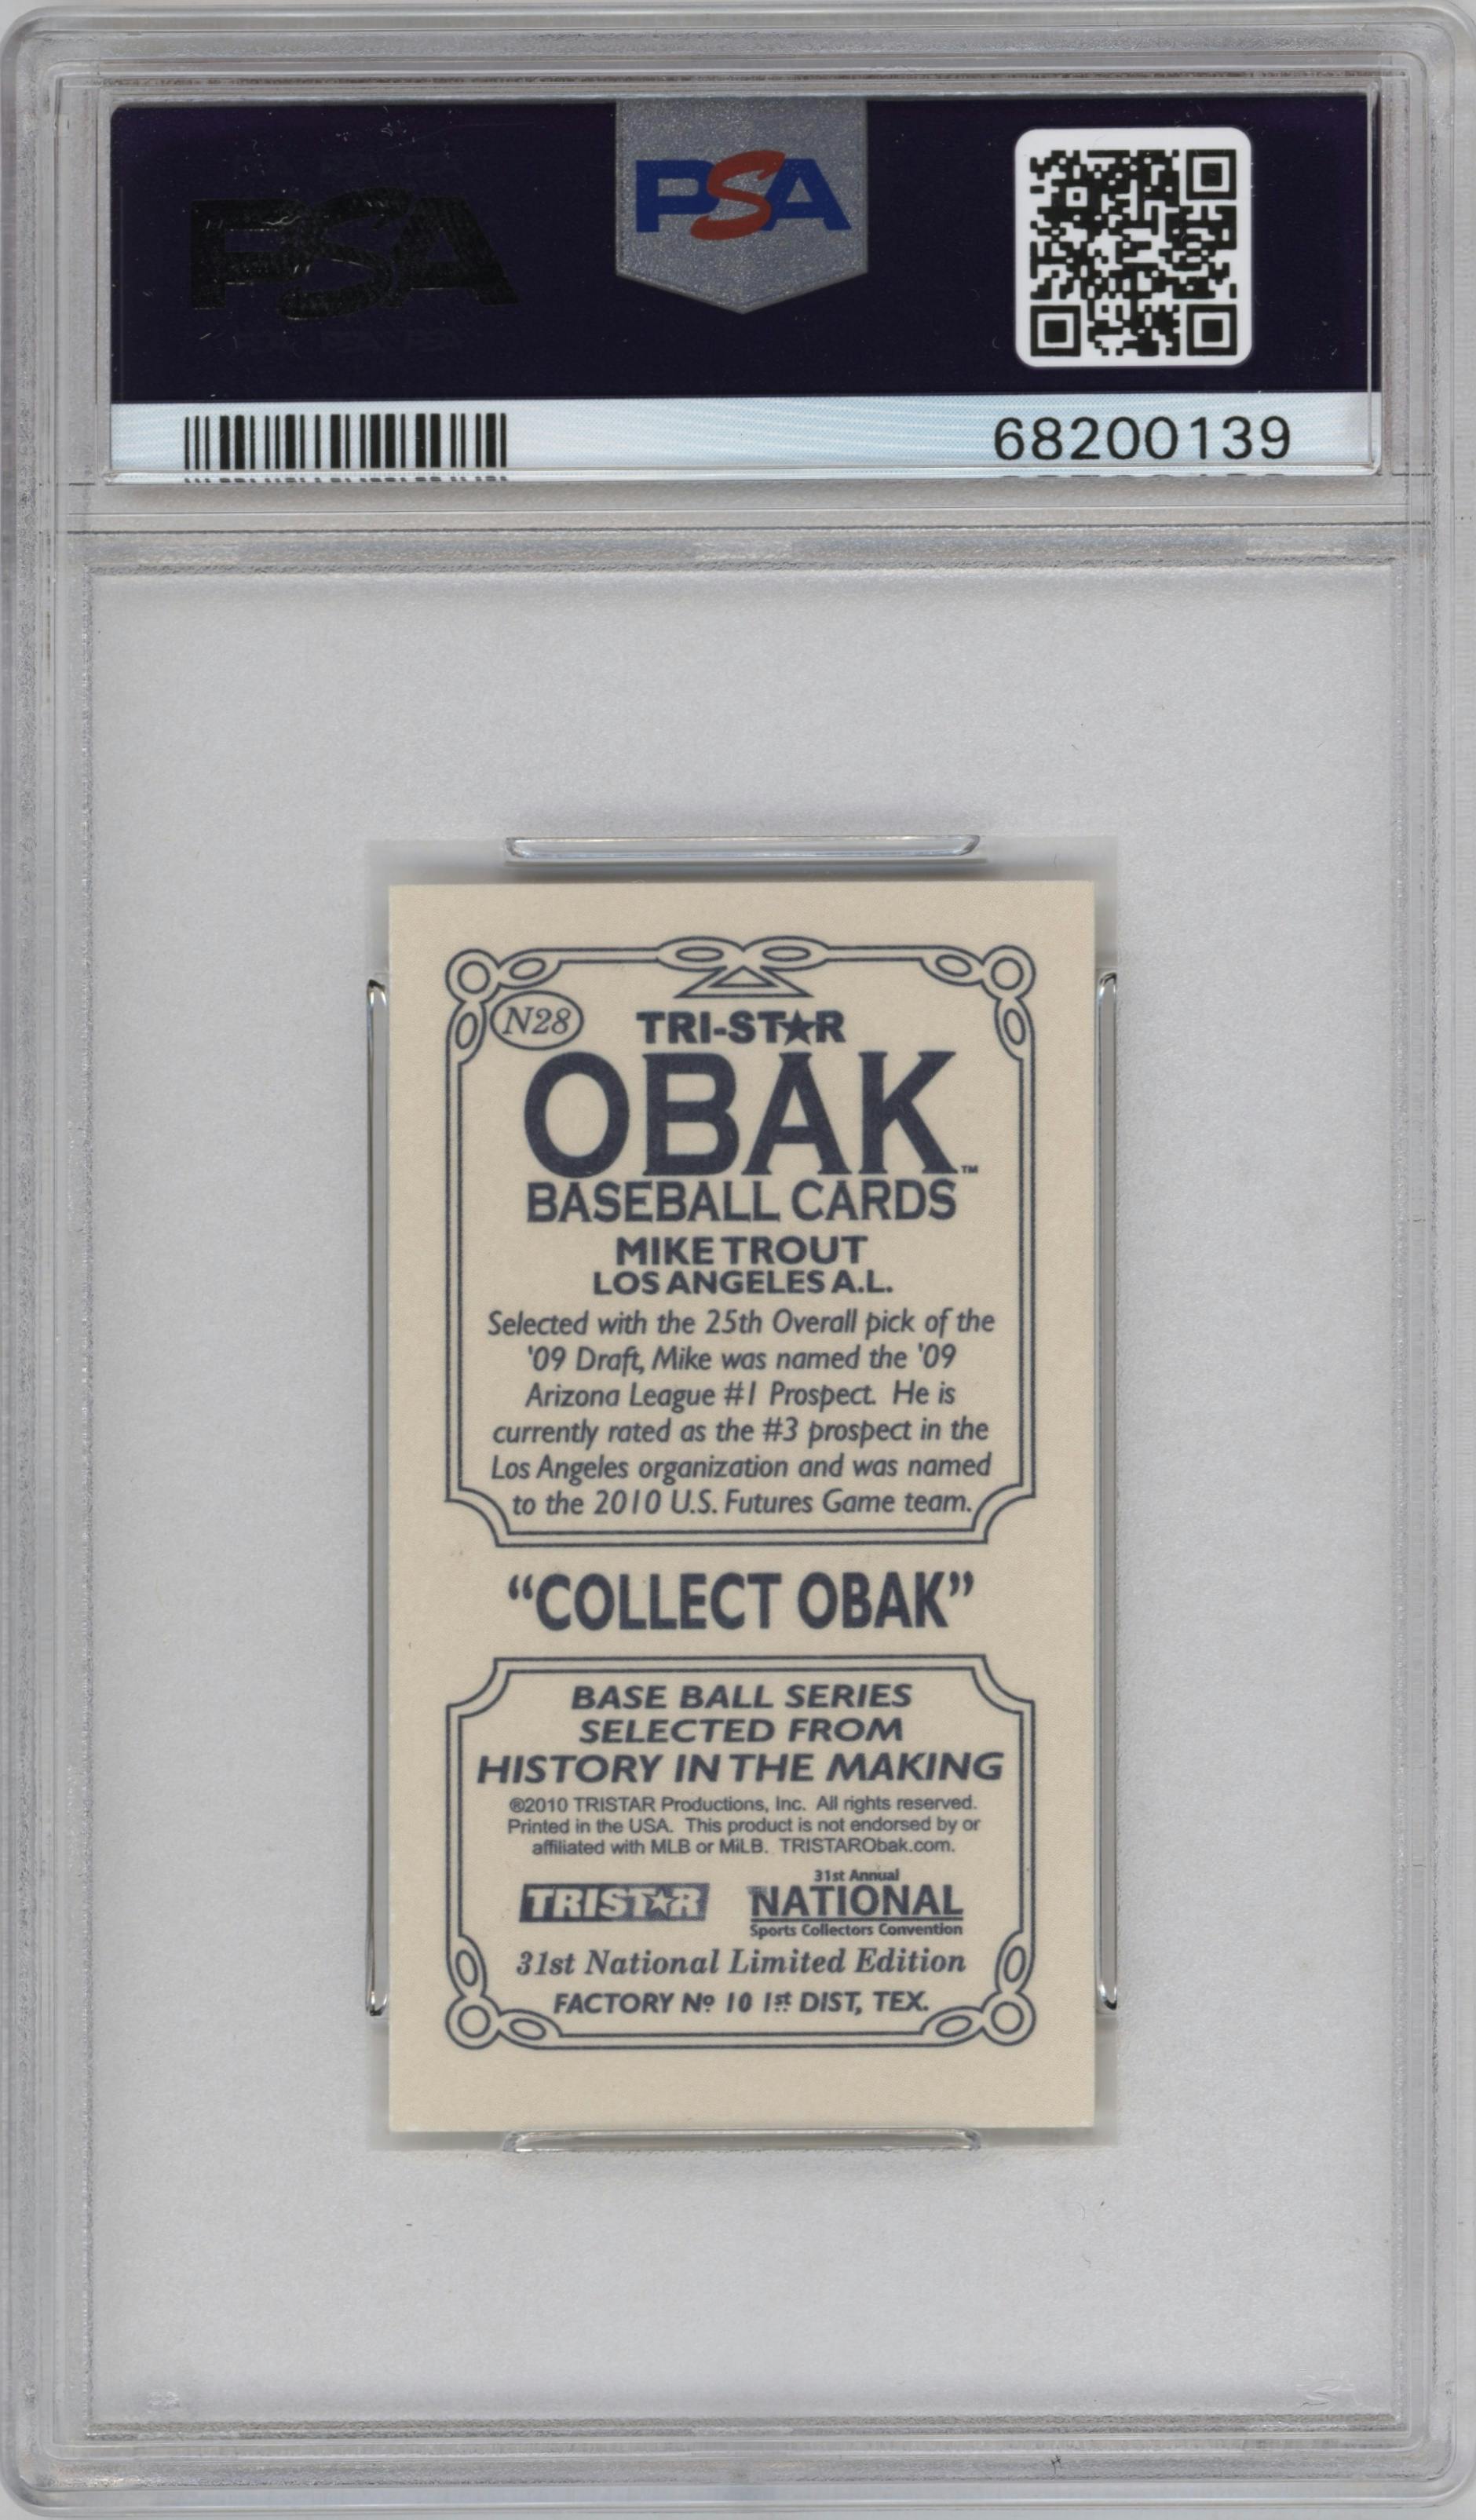 PSA
PSA
68200139
N28
TRI-STAR
OBAK™
BASEBALL CARDS
MIKE TROUT
LOS ANGELES A.L.
Selected with the 25th Overall pick of the
'09 Draft, Mike was named the '09
Arizona League #1 Prospect. He is
currently rated as the #3 prospect in the
Los Angeles organization and was named
to the 2010 U.S. Futures Game team.
“COLLECT OBAK”
BASE BALL SERIES
SELECTED FROM
HISTORY IN THE MAKING
®2010 TRISTAR Productions, Inc. All rights reserved.
Printed in the USA. This product is not endorsed by or
affiliated with MLB or MiLB. TRISTARObak.com.
TRISTAR
31st Annual
NATIONAL
Sports Collectors Convention
31st National Limited Edition
FACTORY Nº 10 1st DIST, TEX.